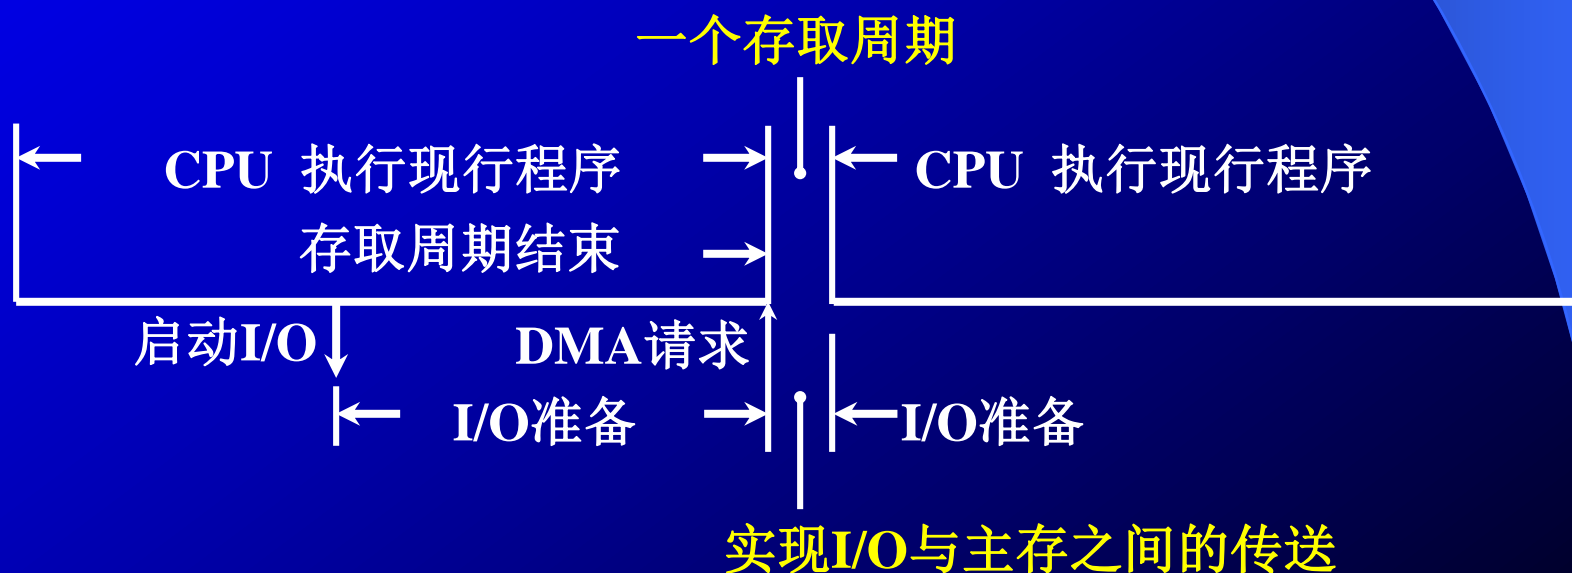 一个存取周期
CPU 执行现行程序
CPU 执行现行程序
存取周期结束
启动I/O
DMA请求
I/O准备
I/O准备
实现I/O与主存之间的传送